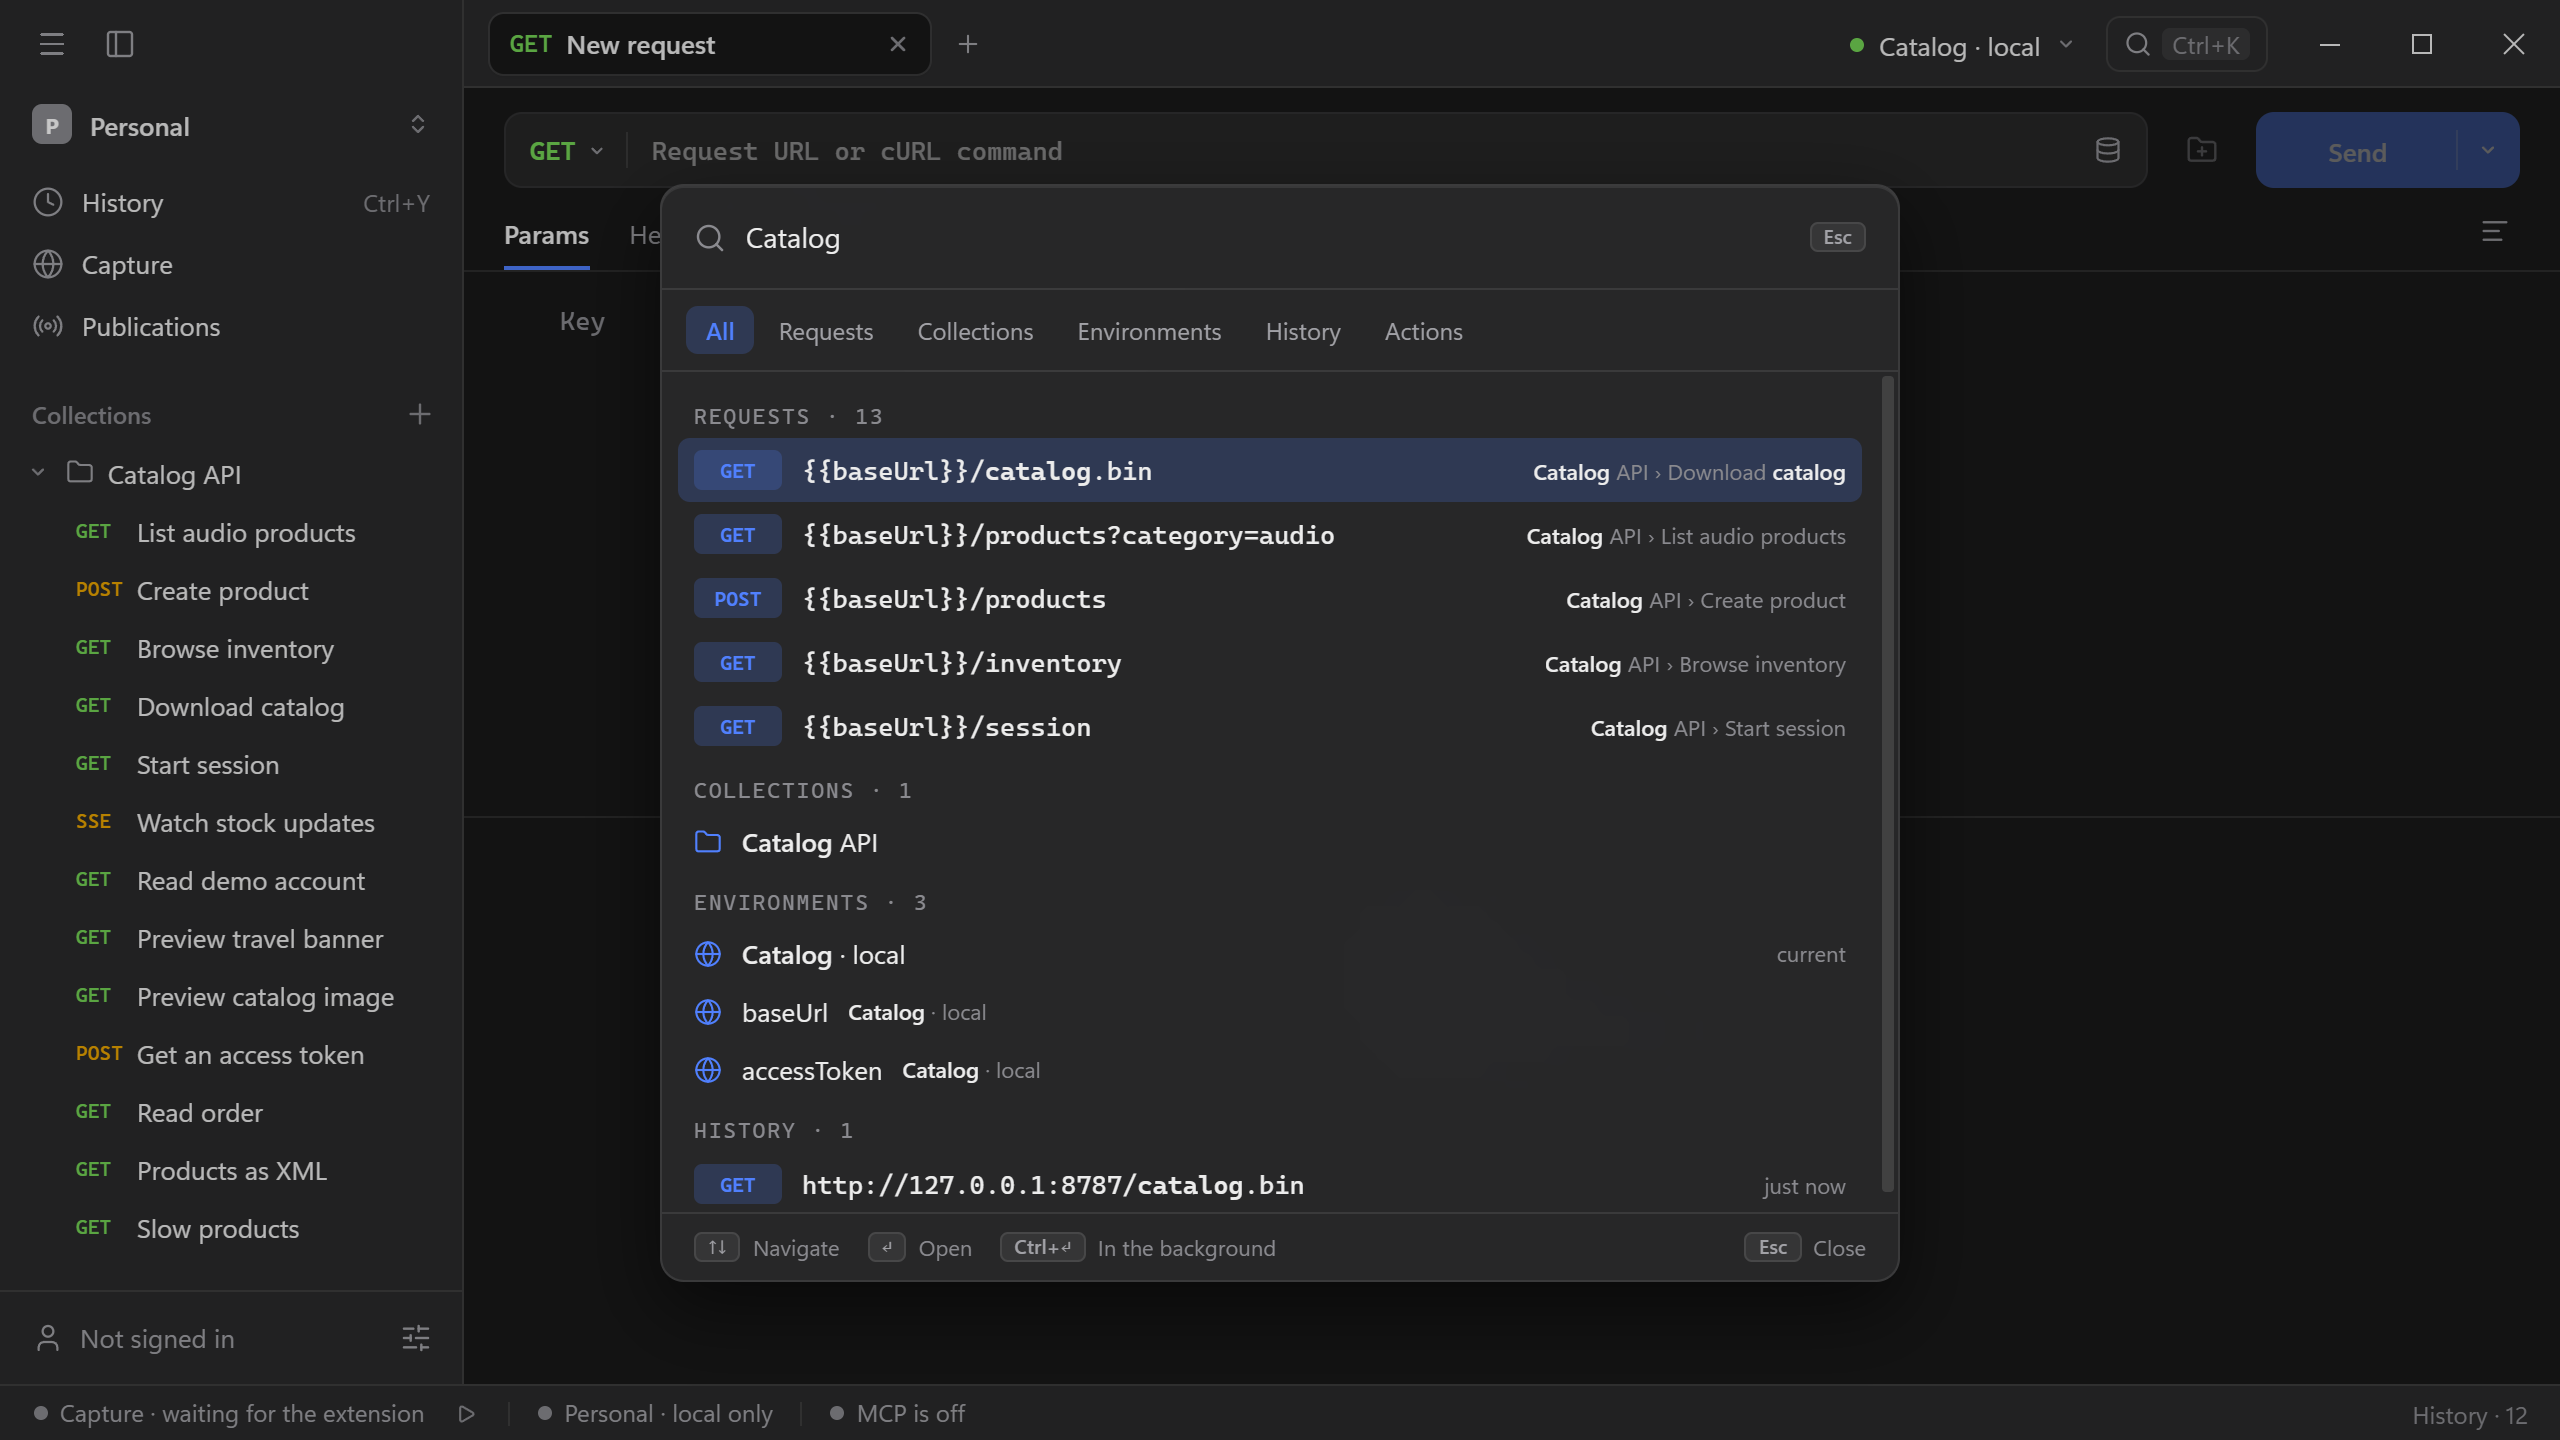 GET New request
Catalog · local
Ctrl+K
P Personal
History Ctrl+Y
Capture
Publications
Collections
Catalog API
GET List audio products
POST Create product
GET Browse inventory
GET Download catalog
GET Start session
SSE Watch stock updates
GET Read demo account
GET Preview travel banner
GET Preview catalog image
POST Get an access token
GET Read order
GET Products as XML
GET Slow products
Not signed in
GET Request URL or cURL command
Send
Params He
Key
Catalog Esc
All Requests Collections Environments History Actions
REQUESTS · 13
GET {{baseUrl}}/catalog.bin Catalog API › Download catalog
GET {{baseUrl}}/products?category=audio Catalog API › List audio products
POST {{baseUrl}}/products Catalog API › Create product
GET {{baseUrl}}/inventory Catalog API › Browse inventory
GET {{baseUrl}}/session Catalog API › Start session
COLLECTIONS · 1
Catalog API
ENVIRONMENTS · 3
Catalog · local current
baseUrl Catalog · local
accessToken Catalog · local
HISTORY · 1
GET http://127.0.0.1:8787/catalog.bin just now
↑↓ Navigate ↵ Open Ctrl+↵ In the background Esc Close
Capture · waiting for the extension Personal · local only MCP is off History · 12